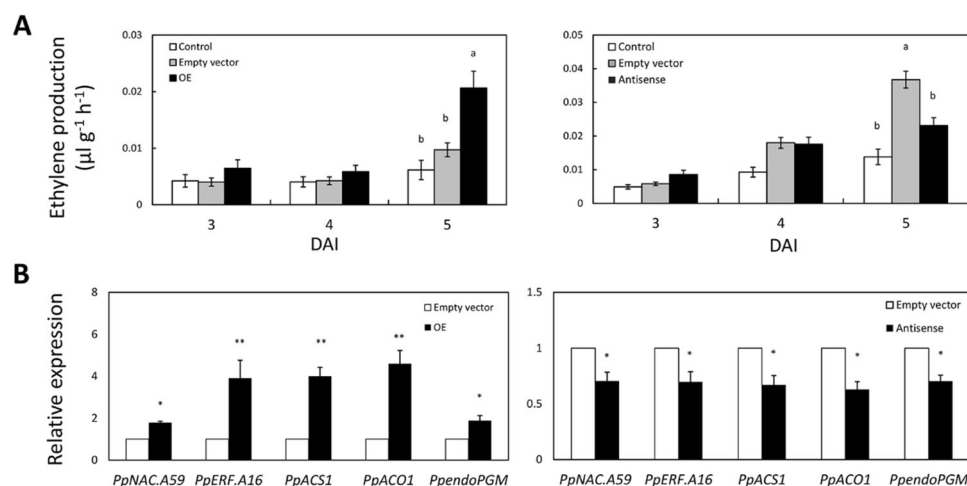 A
Ethylene production
(µl g⁻¹ h⁻¹)
0.03
0.02
0.01
0
Control
Empty vector
OE
b
b
a
3
4
5
DAI
0.05
0.04
0.03
0.02
0.01
0
Control
Empty vector
Antisense
b
a
b
3
4
5
DAI
B
Relative expression
8
6
4
2
0
Empty vector
OE
*
**
**
**
*
PpNAC.A59
PpERF.A16
PpACS1
PpACO1
PpendoPGM
1.5
1
0.5
0
Empty vector
Antisense
*
*
*
*
*
PpNAC.A59
PpERF.A16
PpACS1
PpACO1
PpendoPGM